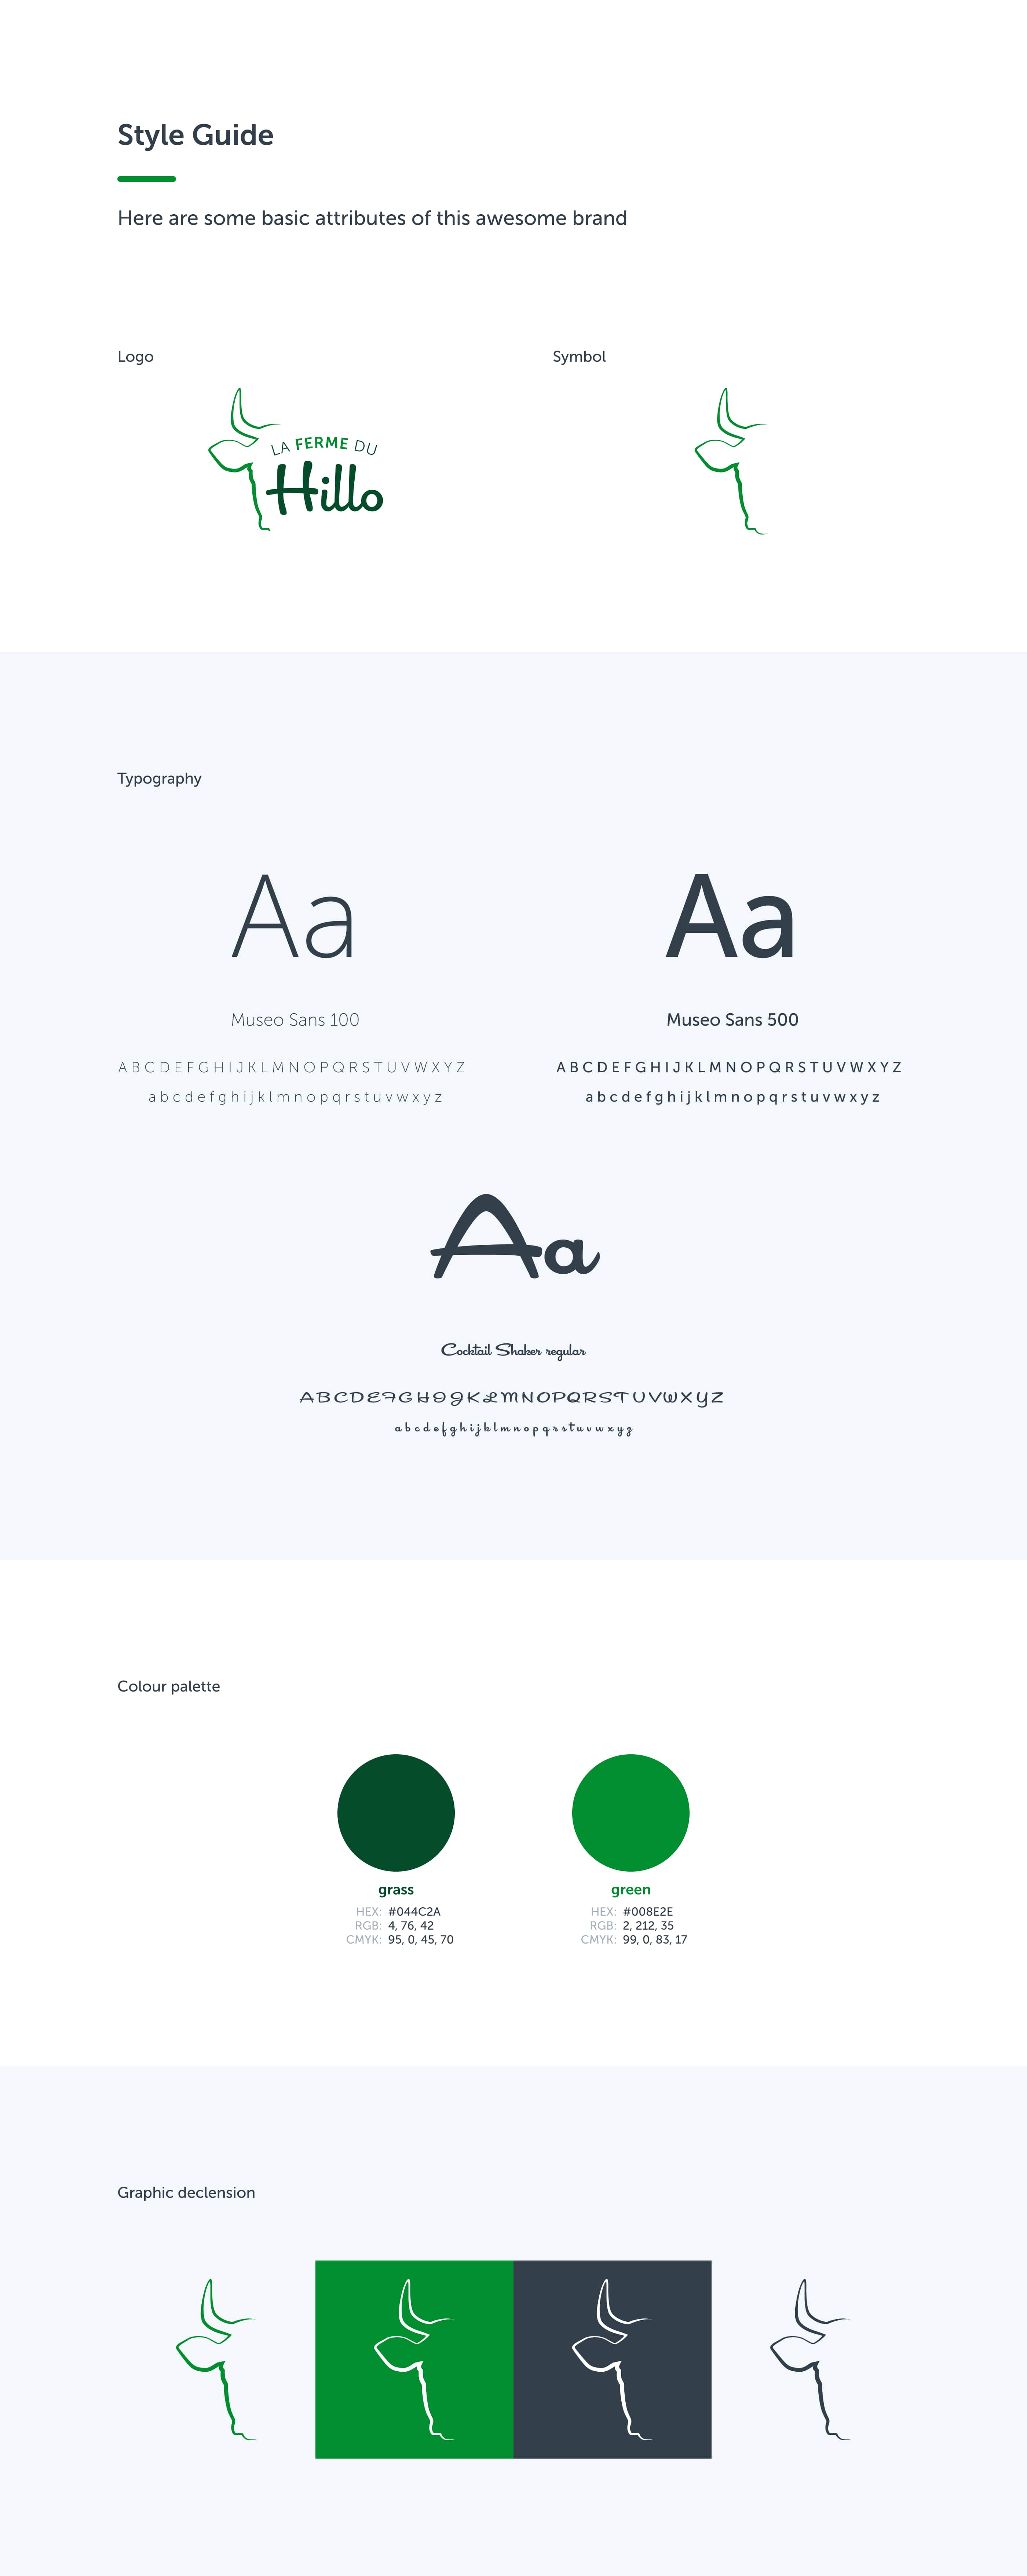 Style Guide
Here are some basic attributes of this awesome brand
Logo
Symbol
LA FERME DU
Hillo
Typography
Aa
Museo Sans 100
A B C D E F G H I J K L M N O P Q R S T U V W X Y Z
a b c d e f g h i j k l m n o p q r s t u v w x y z
Aa
Museo Sans 500
A B C D E F G H I J K L M N O P Q R S T U V W X Y Z
a b c d e f g h i j k l m n o p q r s t u v w x y z
Aa
Cocktail Shaker regular
A B C D E F G H I J K L M N O P Q R S T U V W X Y Z
a b c d e f g h i j k l m n o p q r s t u v w x y z
Colour palette
grass
HEX: #044C2A
RGB: 4, 76, 42
CMYK: 95, 0, 45, 70
green
HEX: #008E2E
RGB: 2, 212, 35
CMYK: 99, 0, 83, 17
Graphic declension